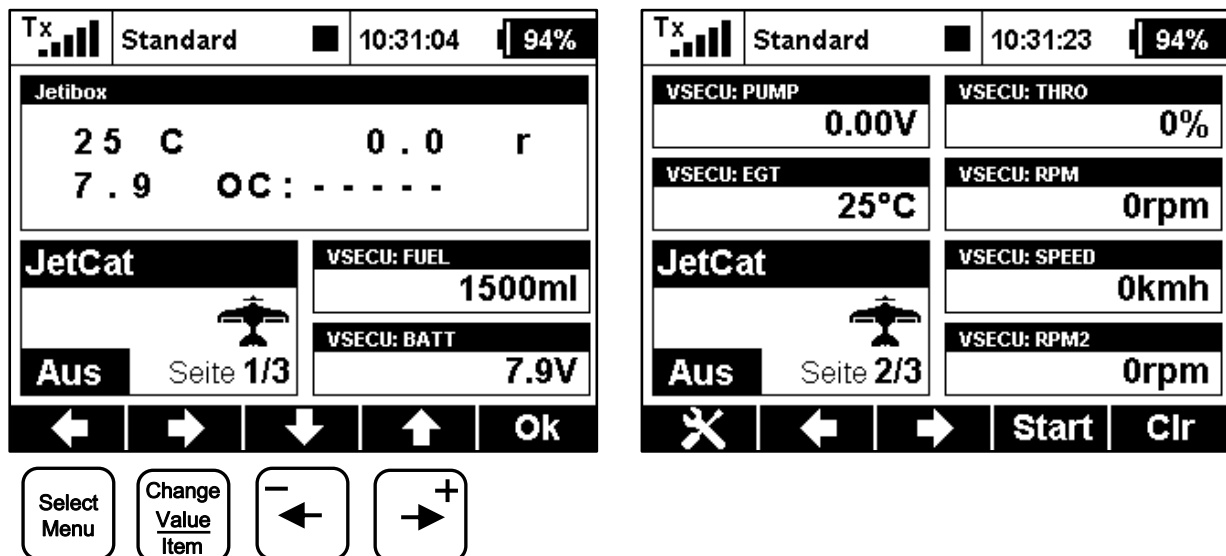 Tx Standard 10:31:04 94%
Jetibox
25 C 0.0 r
7.9 OC:-----
JetCat
Aus Seite 1/3
VSECU: FUEL
1500ml
VSECU: BATT
7.9V
Ok
Select
Menu
Change
Value
Item
-
+
Tx Standard 10:31:23 94%
VSECU: PUMP
0.00V
VSECU: THRO
0%
VSECU: EGT
25°C
VSECU: RPM
0rpm
JetCat
Aus Seite 2/3
VSECU: SPEED
0kmh
VSECU: RPM2
0rpm
Start Clr